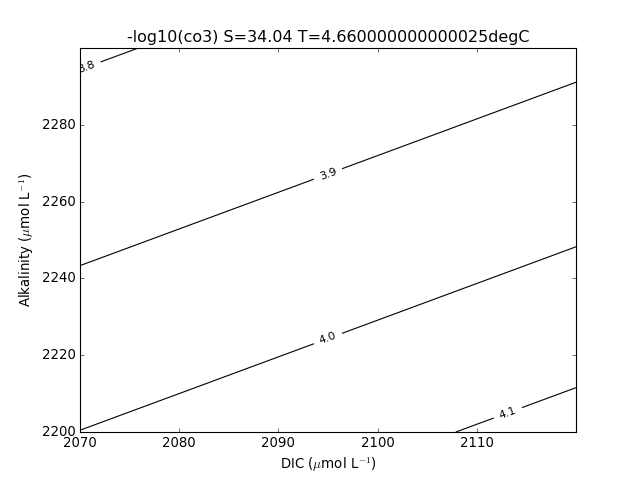 -log10(co3) S=34.04 T=4.660000000000025degC
3.8
2280
3.9
2260
Alkalinity (μmol L⁻¹)
2240
4.0
2220
4.1
2200
2070 2080 2090 2100 2110
DIC (μmol L⁻¹)